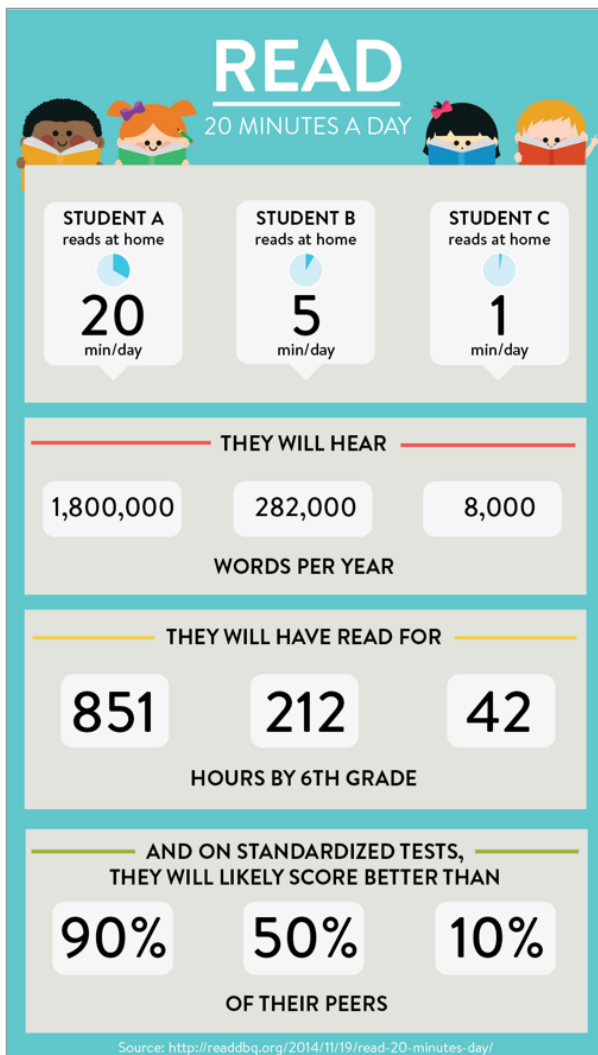 READ
20 MINUTES A DAY
STUDENT A
reads at home
20
min/day
STUDENT B
reads at home
5
min/day
STUDENT C
reads at home
1
min/day
THEY WILL HEAR
1,800,000 282,000 8,000
WORDS PER YEAR
THEY WILL HAVE READ FOR
851 212 42
HOURS BY 6TH GRADE
AND ON STANDARDIZED TESTS,
THEY WILL LIKELY SCORE BETTER THAN
90% 50% 10%
OF THEIR PEERS
Source: http://readdbq.org/2014/11/19/read-20-minutes-day/